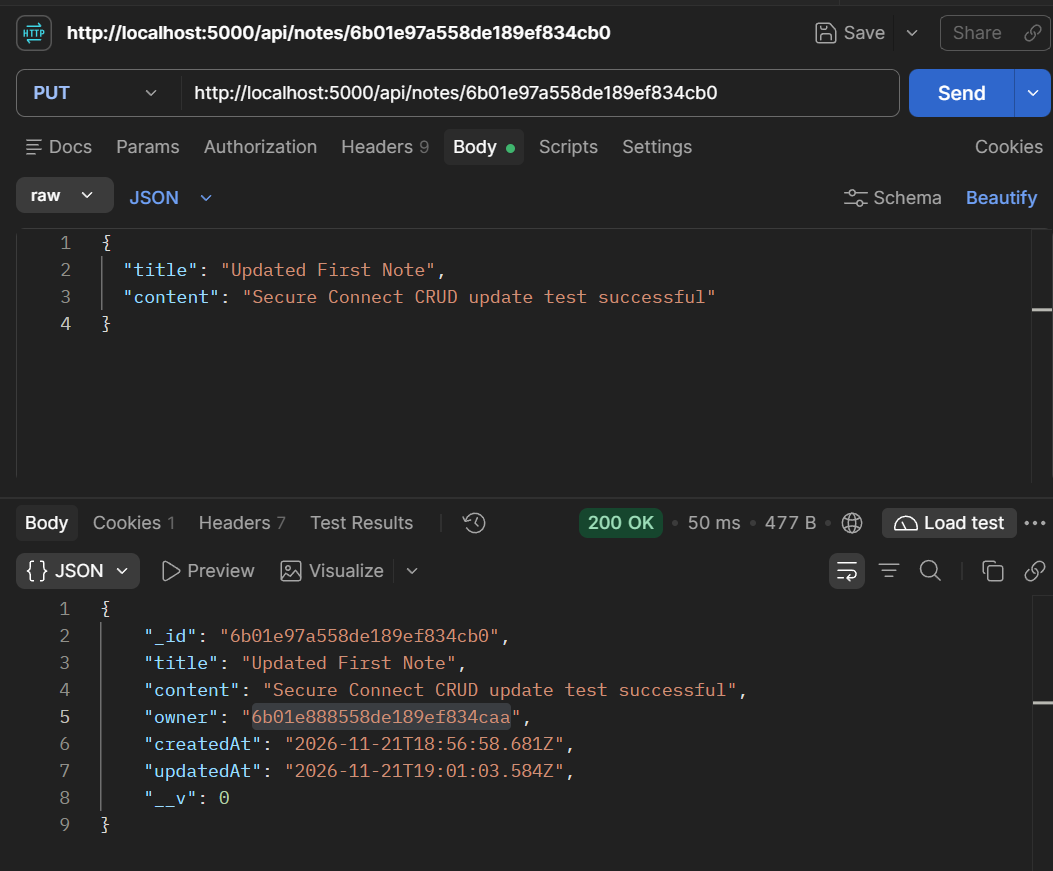 HTTP http://localhost:5000/api/notes/6b01e97a558de189ef834cb0 Save Share
PUT http://localhost:5000/api/notes/6b01e97a558de189ef834cb0 Send
Docs Params Authorization Headers 9 Body Scripts Settings Cookies
raw JSON Schema Beautify
1 {
2 "title": "Updated First Note",
3 "content": "Secure Connect CRUD update test successful"
4 }
Body Cookies 1 Headers 7 Test Results 200 OK • 50 ms • 477 B • Load test
{} JSON Preview Visualize
1 {
2 "_id": "6b01e97a558de189ef834cb0",
3 "title": "Updated First Note",
4 "content": "Secure Connect CRUD update test successful",
5 "owner": "6b01e888558de189ef834caa",
6 "createdAt": "2026-11-21T18:56:58.681Z",
7 "updatedAt": "2026-11-21T19:01:03.584Z",
8 "__v": 0
9 }